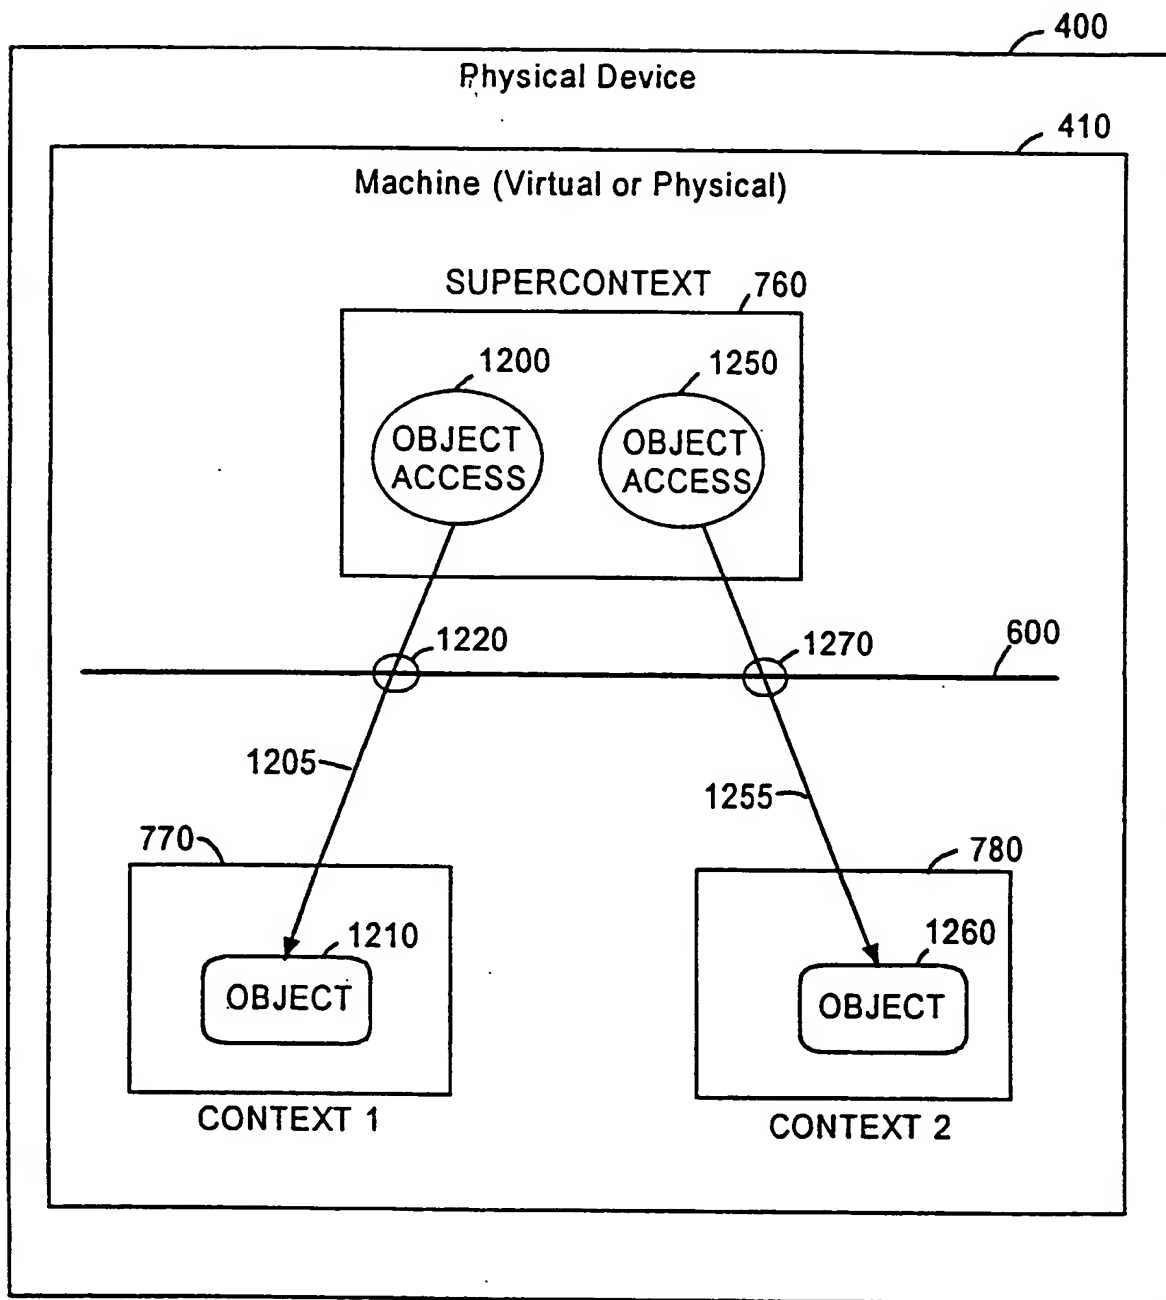 400
Physical Device
410
Machine (Virtual or Physical)
SUPERCONTEXT
760
1200
1250
OBJECT
ACCESS
OBJECT
ACCESS
1220
1270
600
1205
1255
770
780
1210
1260
OBJECT
OBJECT
CONTEXT 1
CONTEXT 2